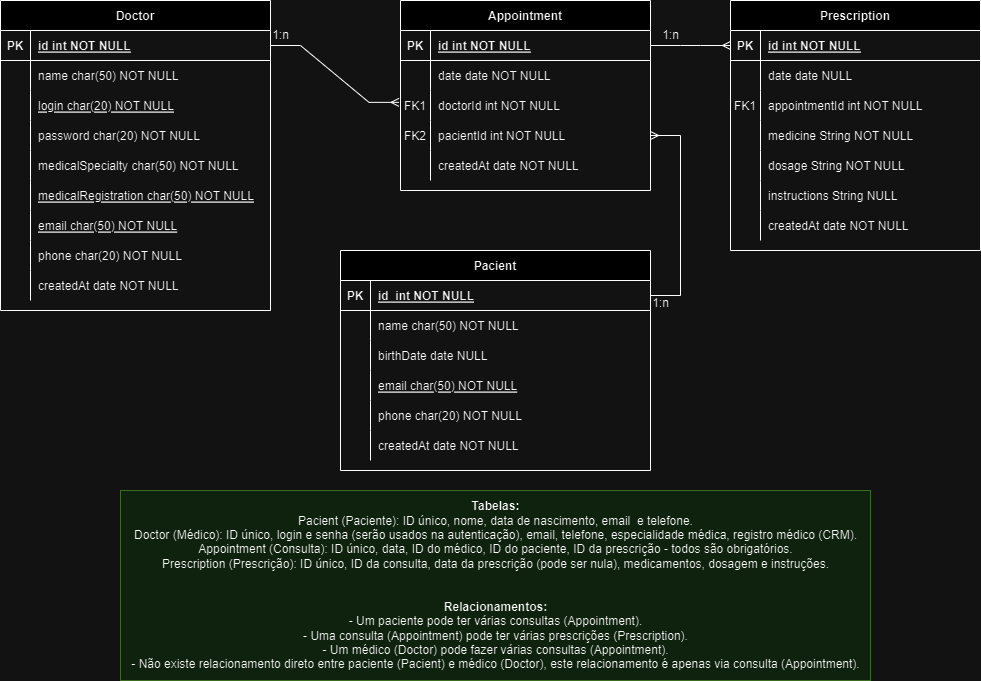 Doctor
PK id int NOT NULL
name char(50) NOT NULL
login char(20) NOT NULL
password char(20) NOT NULL
medicalSpecialty char(50) NOT NULL
medicalRegistration char(50) NOT NULL
email char(50) NOT NULL
phone char(20) NOT NULL
createdAt date NOT NULL
1:n
Appointment
PK id int NOT NULL
date date NOT NULL
FK1 doctorId int NOT NULL
FK2 pacientId int NOT NULL
createdAt date NOT NULL
1:n
Prescription
PK id int NOT NULL
date date NULL
FK1 appointmentId int NOT NULL
medicine String NOT NULL
dosage String NOT NULL
instructions String NULL
createdAt date NOT NULL
Pacient
PK id int NOT NULL
name char(50) NOT NULL
birthDate date NULL
email char(50) NOT NULL
phone char(20) NOT NULL
createdAt date NOT NULL
1:n
Tabelas:
Pacient (Paciente): ID único, nome, data de nascimento, email e telefone.
Doctor (Médico): ID único, login e senha (serão usados na autenticação), email, telefone, especialidade médica, registro médico (CRM).
Appointment (Consulta): ID único, data, ID do médico, ID do paciente, ID da prescrição - todos são obrigatórios.
Prescription (Prescrição): ID único, ID da consulta, data da prescrição (pode ser nula), medicamentos, dosagem e instruções.
Relacionamentos:
- Um paciente pode ter várias consultas (Appointment).
- Uma consulta (Appointment) pode ter várias prescrições (Prescription).
- Um médico (Doctor) pode fazer várias consultas (Appointment).
- Não existe relacionamento direto entre paciente (Pacient) e médico (Doctor), este relacionamento é apenas via consulta (Appointment).